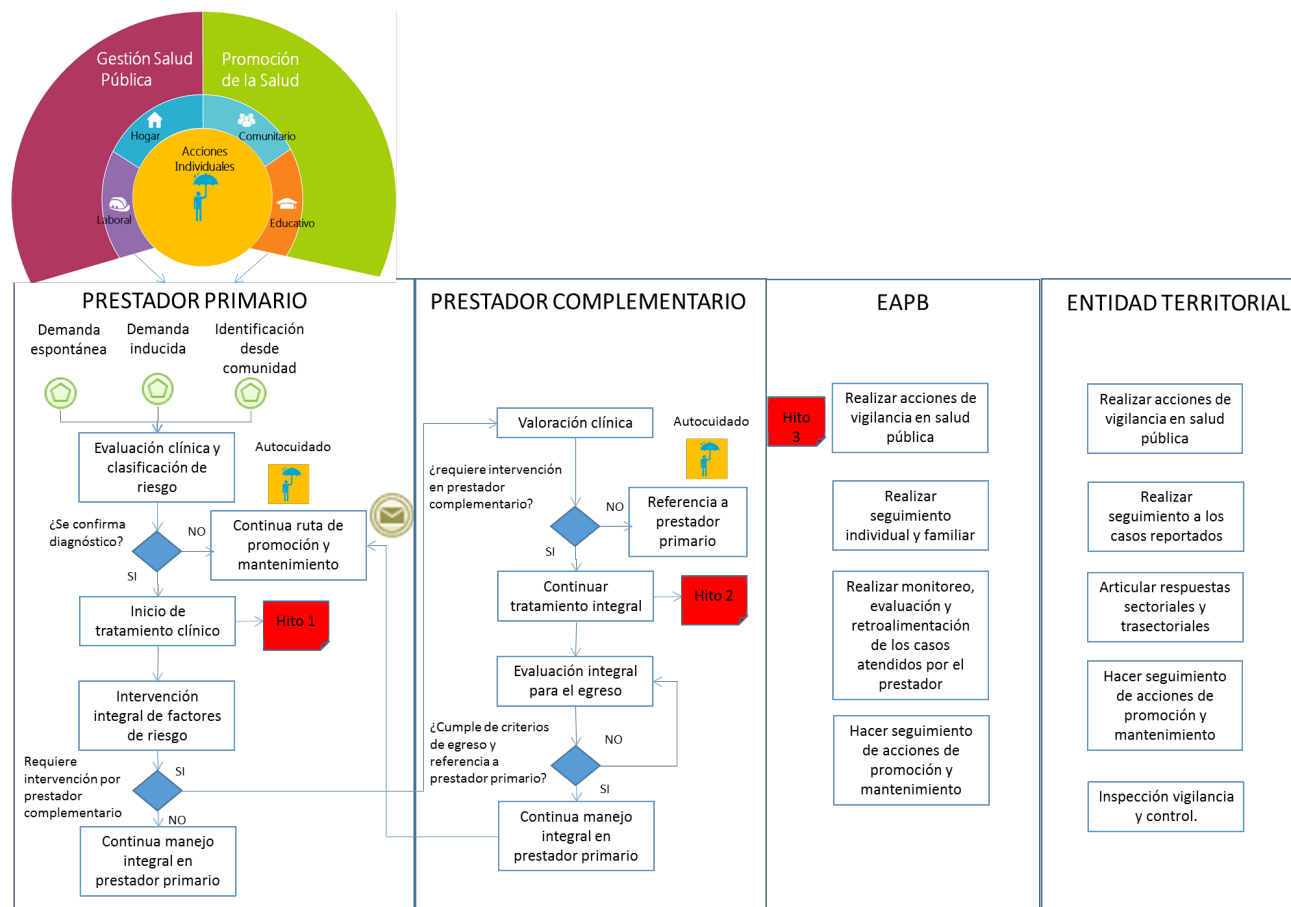 Gestión Salud
Pública
Promoción
de la Salud
Hogar
Comunitario
Acciones
Individuales
Laboral
Educativo
PRESTADOR PRIMARIO
Demanda
espontánea
Demanda
inducida
Identificación
desde
comunidad
Evaluación clínica y
clasificación de
riesgo
Autocuidado
¿Se confirma
diagnóstico?
NO
Continua ruta de
promoción y
mantenimiento
SI
Inicio de
tratamiento clínico
Hito 1
Intervención
integral de factores
de riesgo
Requiere
intervención por
prestador
complementario
SI
NO
Continua manejo
integral en
prestador primario
PRESTADOR COMPLEMENTARIO
Valoración clínica
Autocuidado
¿requiere intervención
en prestador
complementario?
NO
Referencia a
prestador
primario
SI
Continuar
tratamiento integral
Hito 2
Evaluación integral
para el egreso
¿Cumple de criterios
de egreso y
referencia a
prestador primario?
NO
SI
Continua manejo
integral en
prestador primario
EAPB
Hito
3
Realizar acciones de
vigilancia en salud
pública
Realizar
seguimiento
individual y familiar
Realizar monitoreo,
evaluación y
retroalimentación
de los casos
atendidos por el
prestador
Hacer seguimiento
de acciones de
promoción y
mantenimiento
ENTIDAD TERRITORIAL
Realizar acciones de
vigilancia en salud
pública
Realizar
seguimiento a los
casos reportados
Articular respuestas
sectoriales y
trasectoriales
Hacer seguimiento
de acciones de
promoción y
mantenimiento
Inspección vigilancia
y control.